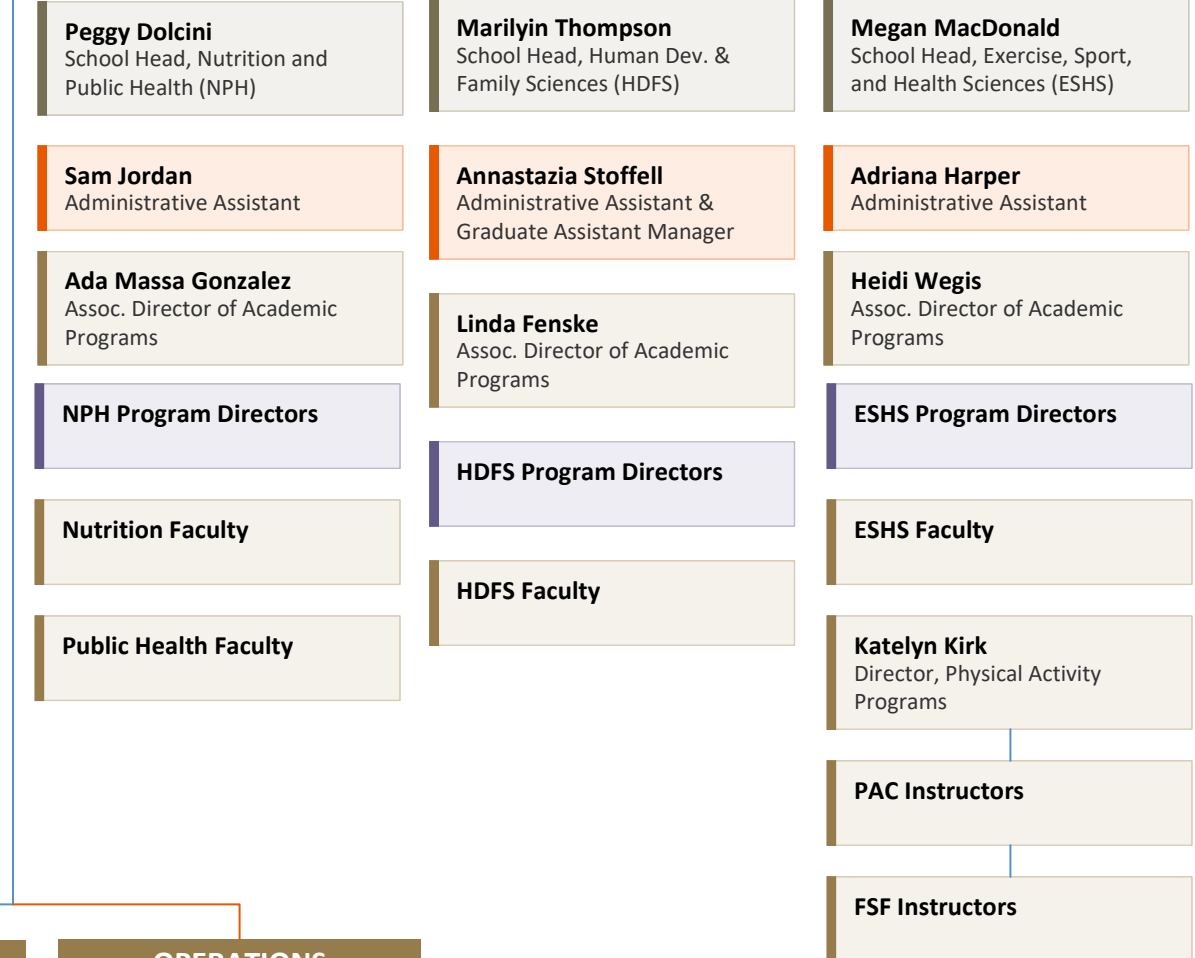 Peggy Dolcini
School Head, Nutrition and
Public Health (NPH)
Sam Jordan
Administrative Assistant
Ada Massa Gonzalez
Assoc. Director of Academic
Programs
NPH Program Directors
Nutrition Faculty
Public Health Faculty
Marilyin Thompson
School Head, Human Dev. &
Family Sciences (HDFS)
Annastazia Stoffell
Administrative Assistant &
Graduate Assistant Manager
Linda Fenske
Assoc. Director of Academic
Programs
HDFS Program Directors
HDFS Faculty
Megan MacDonald
School Head, Exercise, Sport,
and Health Sciences (ESHS)
Adriana Harper
Administrative Assistant
Heidi Wegis
Assoc. Director of Academic
Programs
ESHS Program Directors
ESHS Faculty
Katelyn Kirk
Director, Physical Activity
Programs
PAC Instructors
FSF Instructors
OPERATIONS